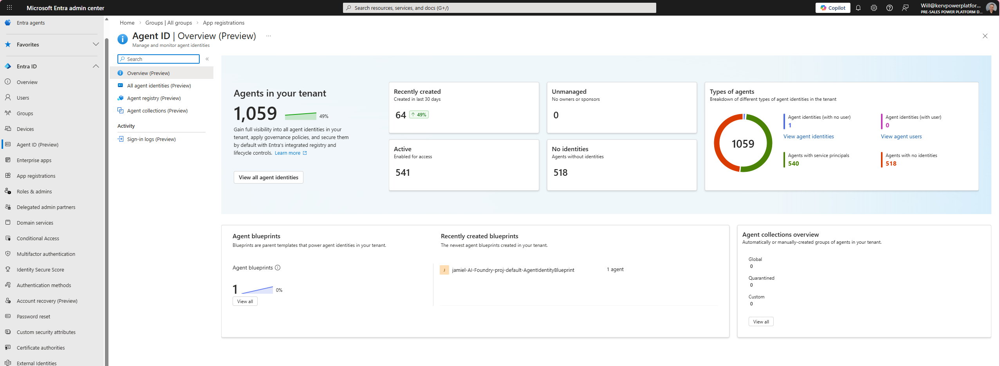 Microsoft Entra admin center
Search resources, services, and docs (G+/)
Copilot
Will@kervpowerplatfor...
PRE-SALES POWER PLATFORM D...
Entra agents
Favorites
Entra ID
Overview
Users
Groups
Devices
Agent ID (Preview)
Enterprise apps
App registrations
Roles & admins
Delegated admin partners
Domain services
Conditional Access
Multifactor authentication
Identity Secure Score
Authentication methods
Account recovery (Preview)
Password reset
Custom security attributes
Certificate authorities
External Identities
Home > Groups | All groups > App registrations
Agent ID | Overview (Preview) ...
Manage and monitor agent identities
Search
Overview (Preview)
All agent identities (Preview)
Agent registry (Preview)
Agent collections (Preview)
Activity
Sign-in logs (Preview)
Agents in your tenant
1,059 49%
Gain full visibility into all agent identities in your
tenant, apply governance policies, and secure them
by default with Entra's integrated registry and
lifecycle controls. Learn more
View all agent identities
Recently created
Created in last 30 days
64 ↑ 49%
Unmanaged
No owners or sponsors
0
Active
Enabled for access
541
No identities
Agents without identities
518
Types of agents
Breakdown of different types of agent identities in the tenant
1059
Agent identities (with no user)
1
View agent identities
Agent identities (with user)
0
View agent users
Agents with service principals
540
Agents with no identities
518
Agent blueprints
Blueprints are parent templates that power agent identities in your tenant.
Agent blueprints
1 0%
View all
Recently created blueprints
The newest agent blueprints created in your tenant.
J jamiel-AI-Foundry-proj-default-AgentIdentityBlueprint 1 agent
Agent collections overview
Automatically or manually-created groups of agents in your tenant.
Global
0
Quarantined
0
Custom
0
View all